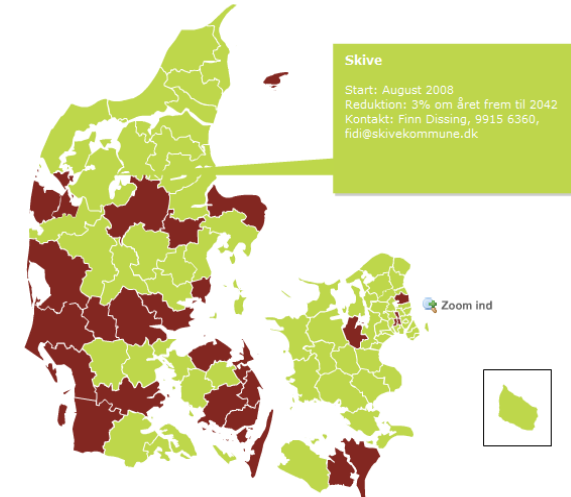 Skive
Start: August 2008
Reduktion: 3% om året frem til 2042
Kontakt: Finn Dissing, 9915 6360,
fidi@skivekommune.dk
Zoom ind